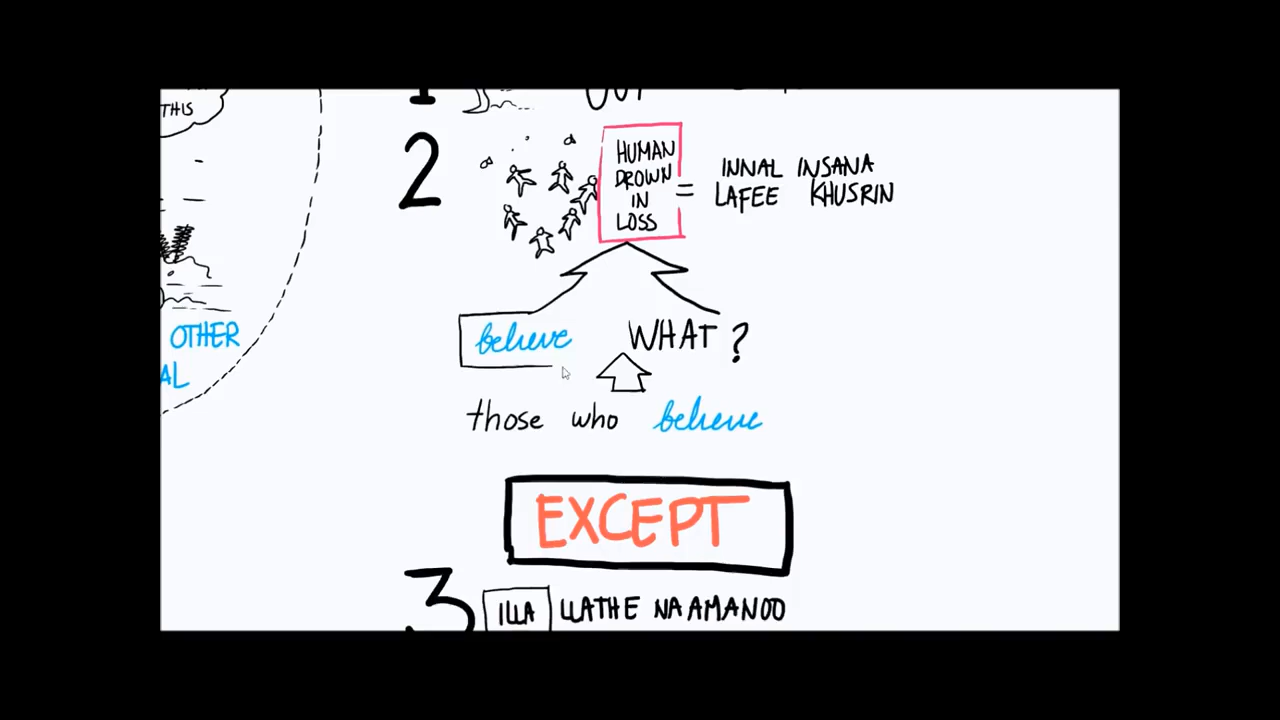 THIS
1
2
HUMAN
DROWN
IN
LOSS
=
INNAL INSANA
LAFEE KHUSRIN
OTHER
AL
believe WHAT ?
those who believe
EXCEPT
3 ILLA LLATHE NAAMANOO